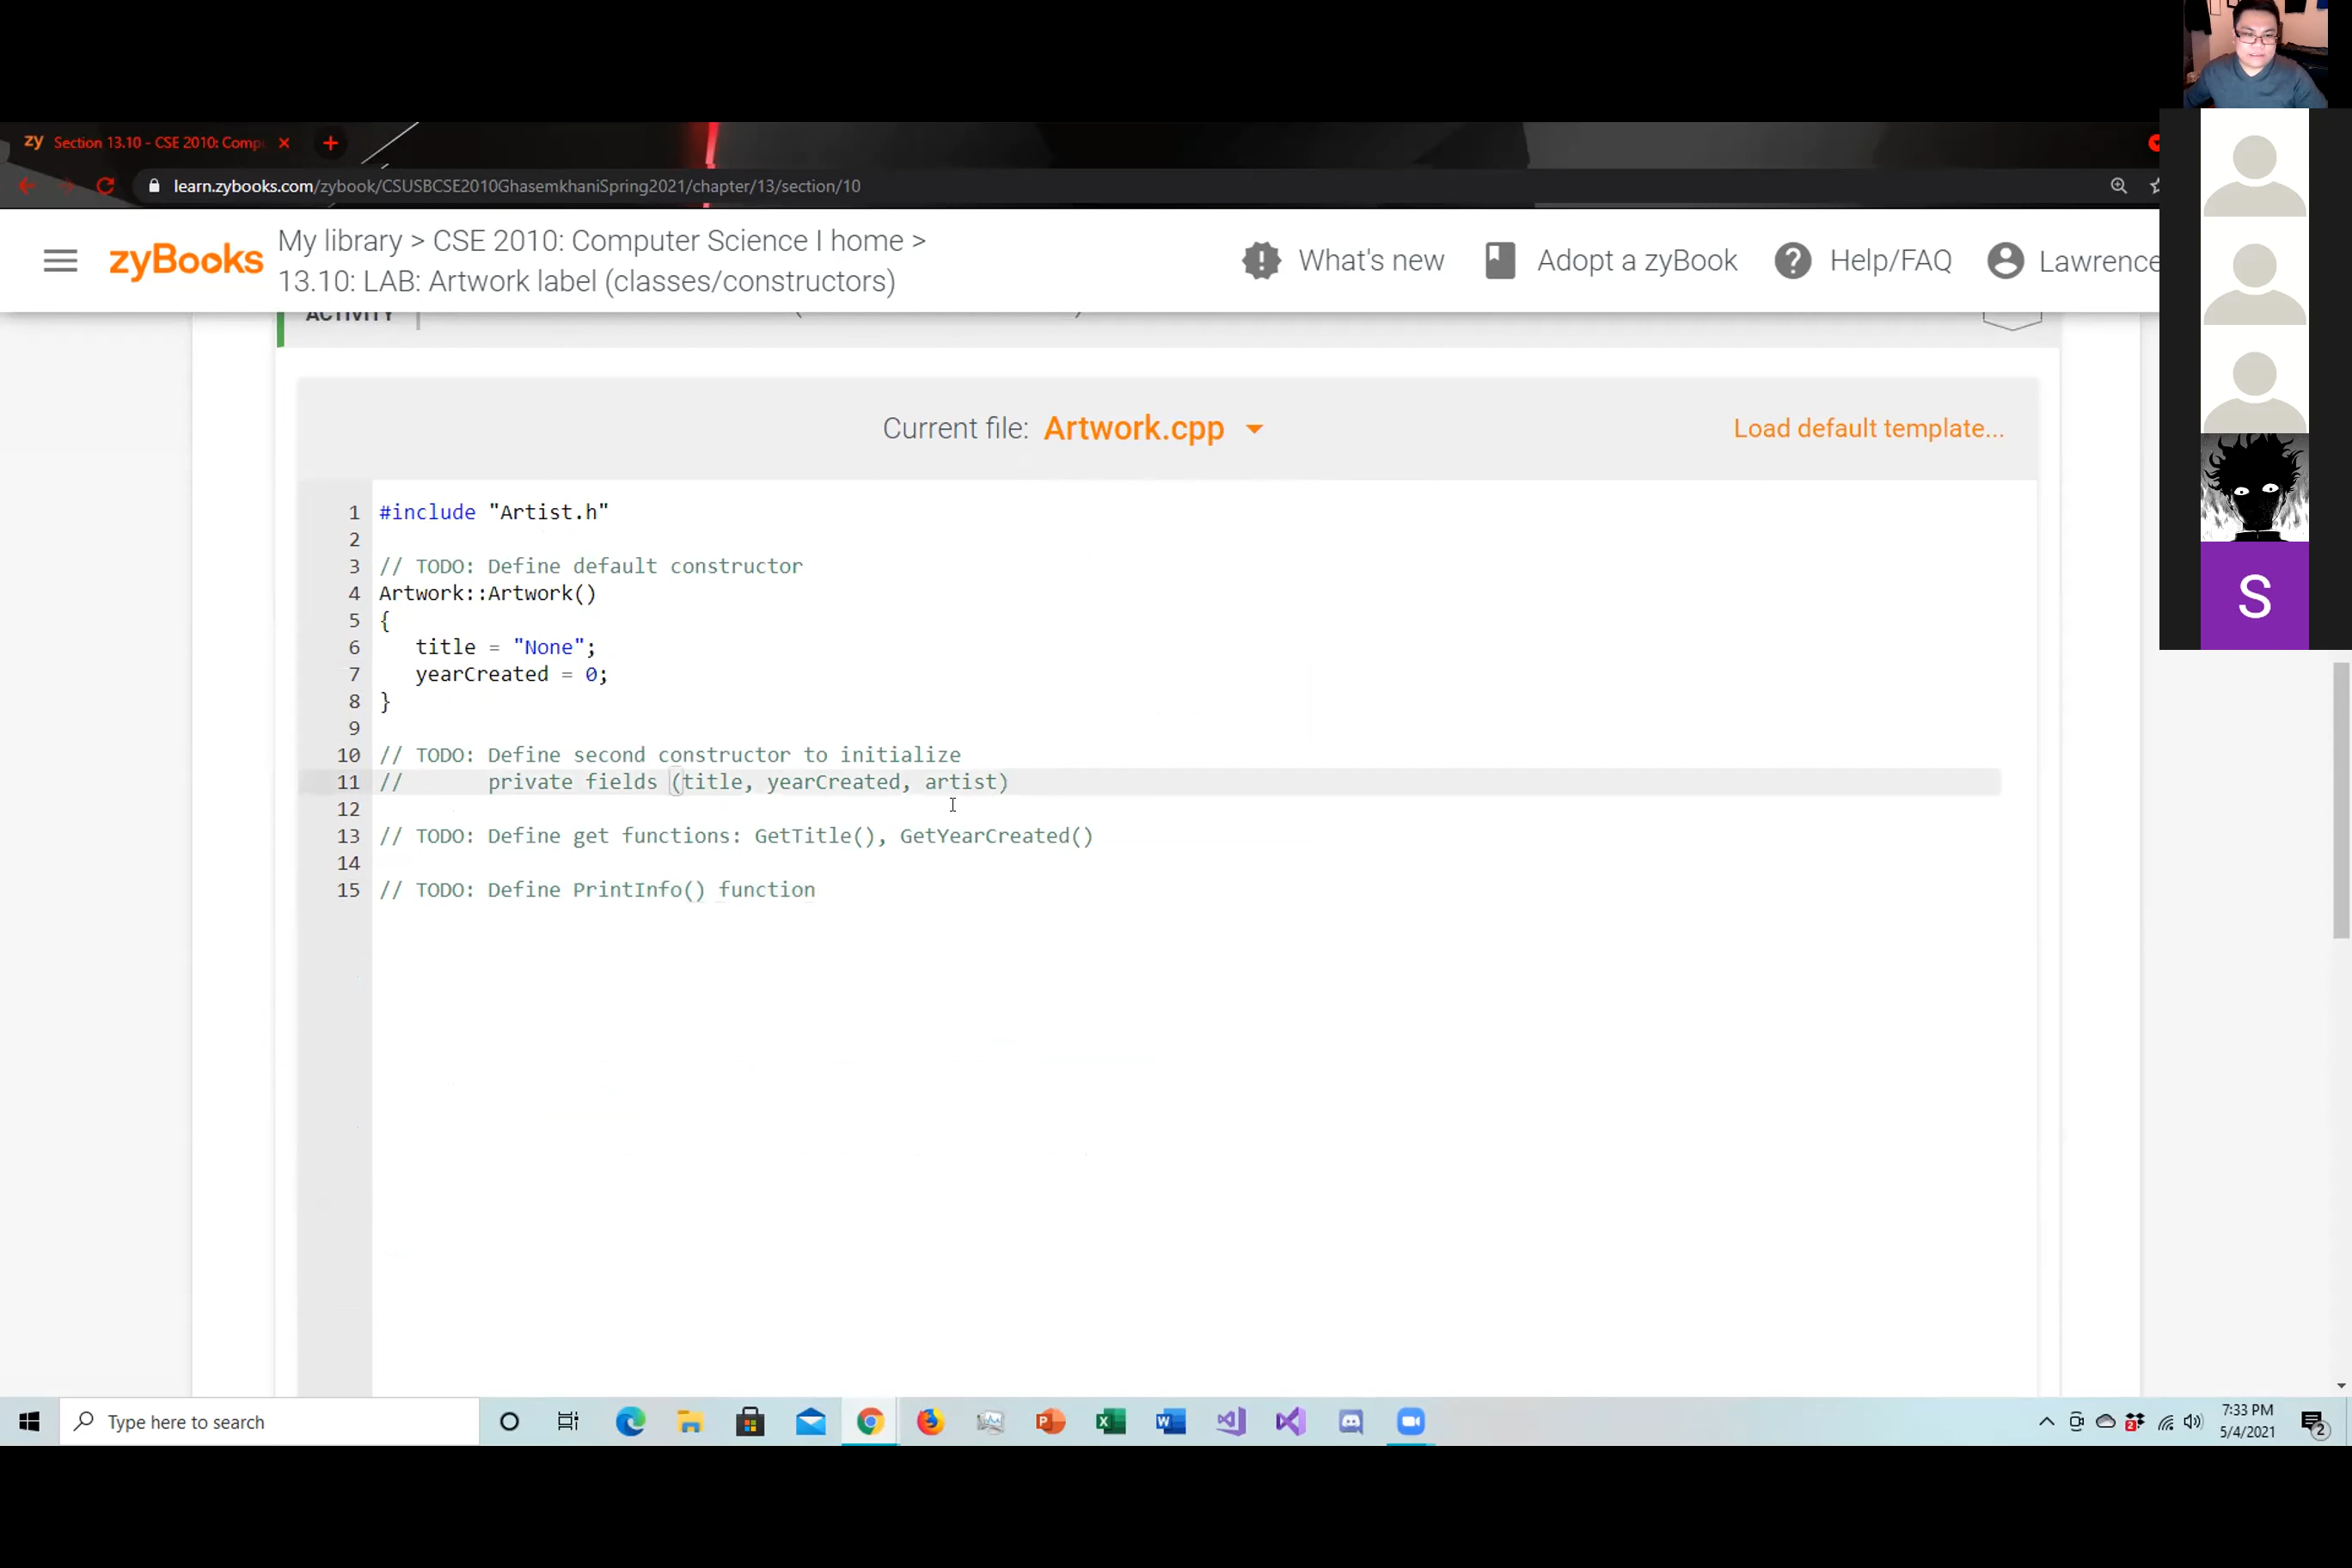 zy Section 13.10 - CSE 2010: Comp
learn.zybooks.com/zybook/CSUSBCSE2010GhasemkhaniSpring2021/chapter/13/section/10
zyBooks
My library > CSE 2010: Computer Science I home >
13.10: LAB: Artwork label (classes/constructors)
What's new
Adopt a zyBook
Help/FAQ
Lawrence
ACTIVITY
Current file: Artwork.cpp
Load default template...
1 #include "Artist.h"
2
3 // TODO: Define default constructor
4 Artwork::Artwork()
5 {
6 title = "None";
7 yearCreated = 0;
8 }
9
10 // TODO: Define second constructor to initialize
11 // private fields (title, yearCreated, artist)
12
13 // TODO: Define get functions: GetTitle(), GetYearCreated()
14
15 // TODO: Define PrintInfo() function
S
Type here to search
7:33 PM
5/4/2021
2